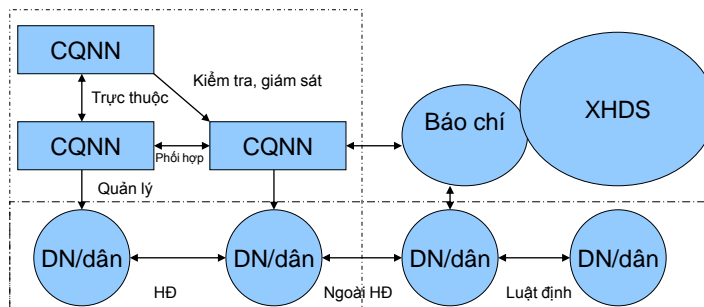 CQNN
Kiểm tra, giám sát
Trực thuộc
XHDS
Báo chí
CQNN
Phối hợp
CQNN
Quản lý
DN/dân
DN/dân
DN/dân
DN/dân
HĐ
Ngoài HĐ
Luật định